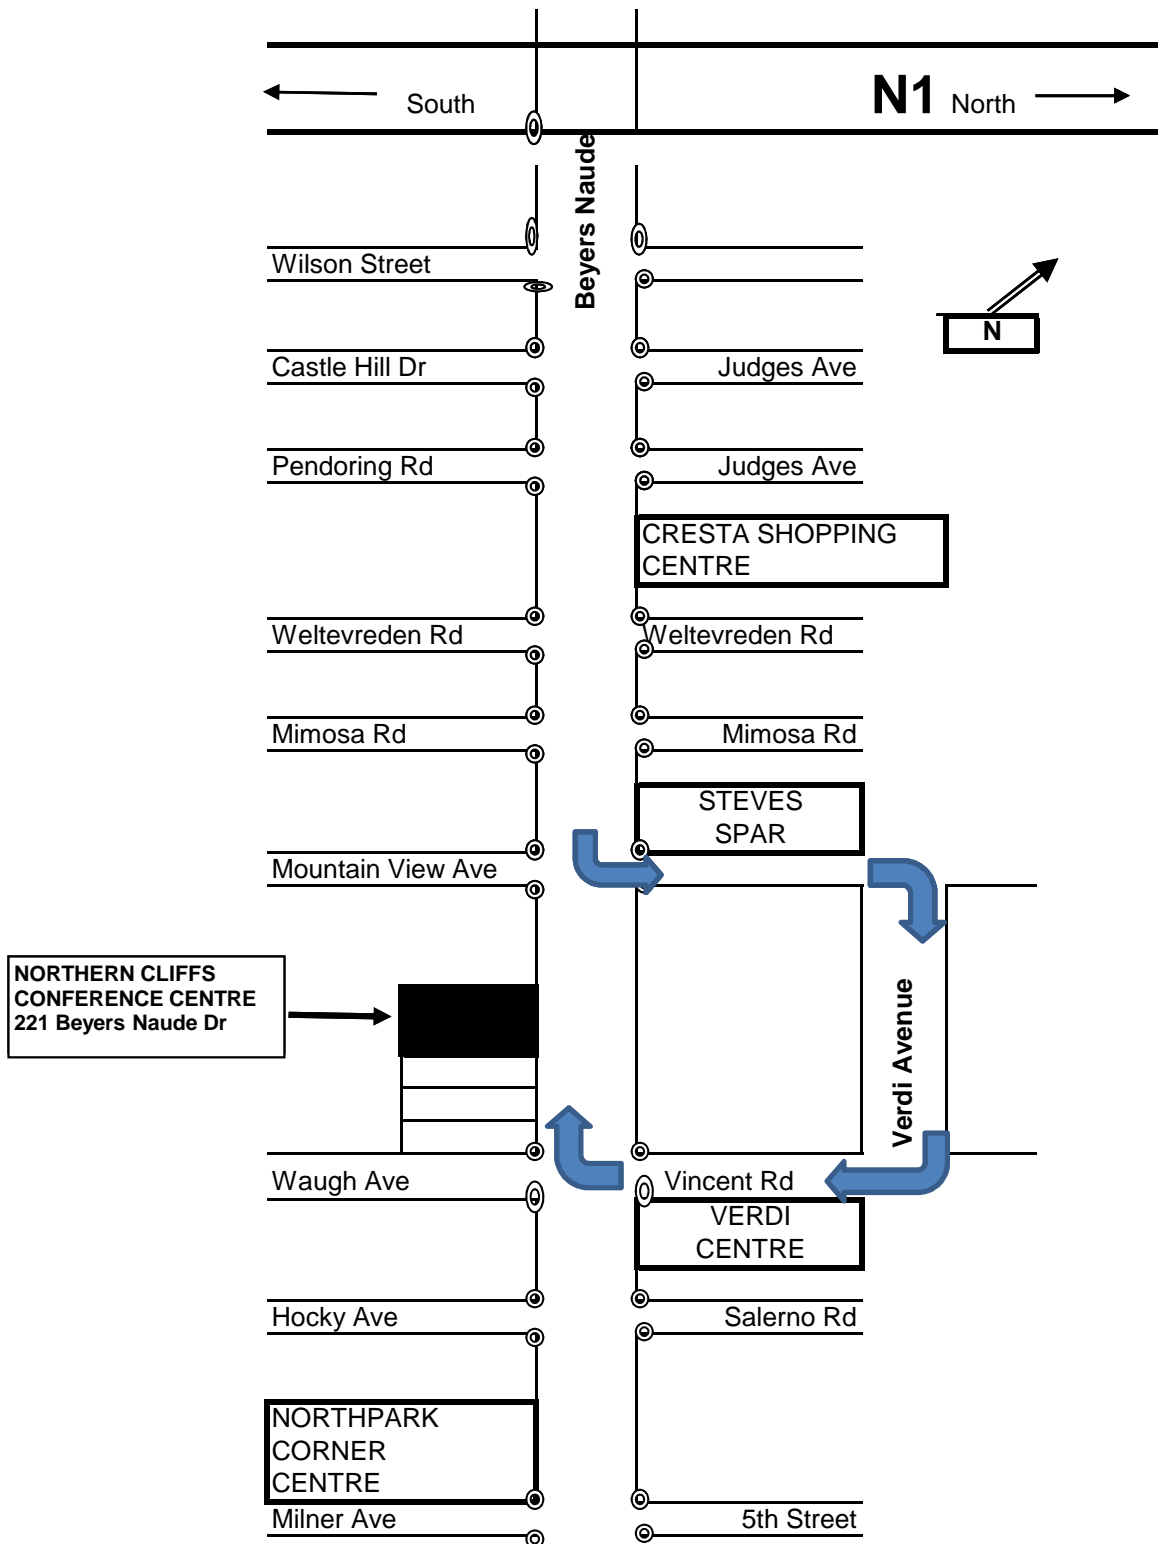 South
N1 North
Beyers Naude
Wilson Street
N
Castle Hill Dr
Judges Ave
Pendoring Rd
Judges Ave
CRESTA SHOPPING
CENTRE
Weltevreden Rd
Weltevreden Rd
Mimosa Rd
Mimosa Rd
STEVES
SPAR
Mountain View Ave
NORTHERN CLIFFS
CONFERENCE CENTRE
221 Beyers Naude Dr
Verdi Avenue
Waugh Ave
Vincent Rd
VERDI
CENTRE
Hocky Ave
Salerno Rd
NORTHPARK
CORNER
CENTRE
Milner Ave
5th Street